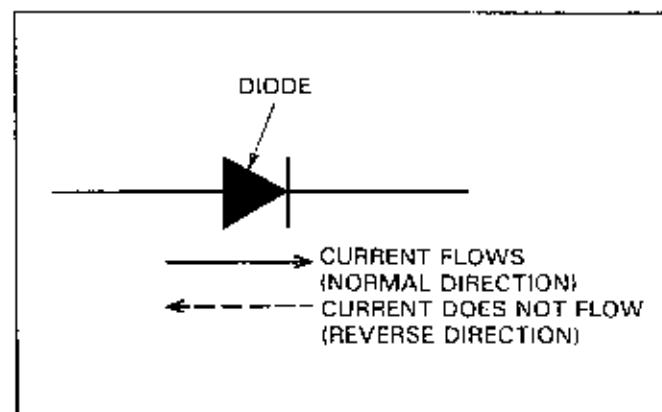 DIODE
CURRENT FLOWS
(NORMAL DIRECTION)
CURRENT DOES NOT FLOW
(REVERSE DIRECTION)